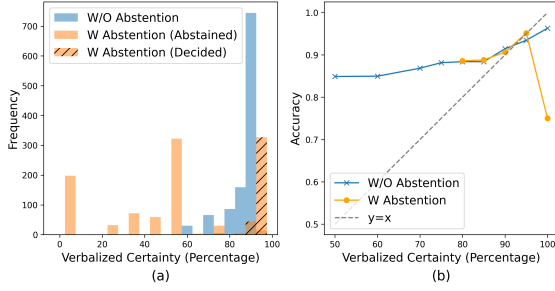 W/O Abstention
W Abstention (Abstained)
W Abstention (Decided)
Frequency
700
600
500
400
300
200
100
0
0 20 40 60 80 100
Verbalized Certainty (Percentage)
(a)
Accuracy
1.0
0.9
0.8
0.7
0.6
0.5
W/O Abstention
W Abstention
y=x
50 60 70 80 90 100
Verbalized Certainty (Percentage)
(b)